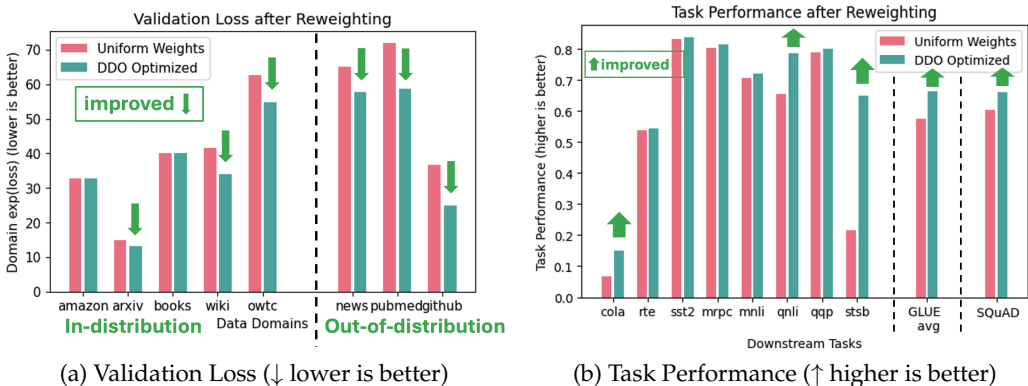 Validation Loss after Reweighting
Domain exp(loss) (lower is better)
70
60
50
40
30
20
10
0
Uniform Weights
DDO Optimized
improved ↓
amazon arxiv books wiki owtc news pubmed github
In-distribution Data Domains Out-of-distribution
(a) Validation Loss (↓ lower is better)
Task Performance after Reweighting
Task Performance (higher is better)
0.8
0.7
0.6
0.5
0.4
0.3
0.2
0.1
0.0
↑ improved
Uniform Weights
DDO Optimized
cola rte sst2 mrpc mnli qnli qqp stsb GLUE SQuAD
avg
Downstream Tasks
(b) Task Performance (↑ higher is better)